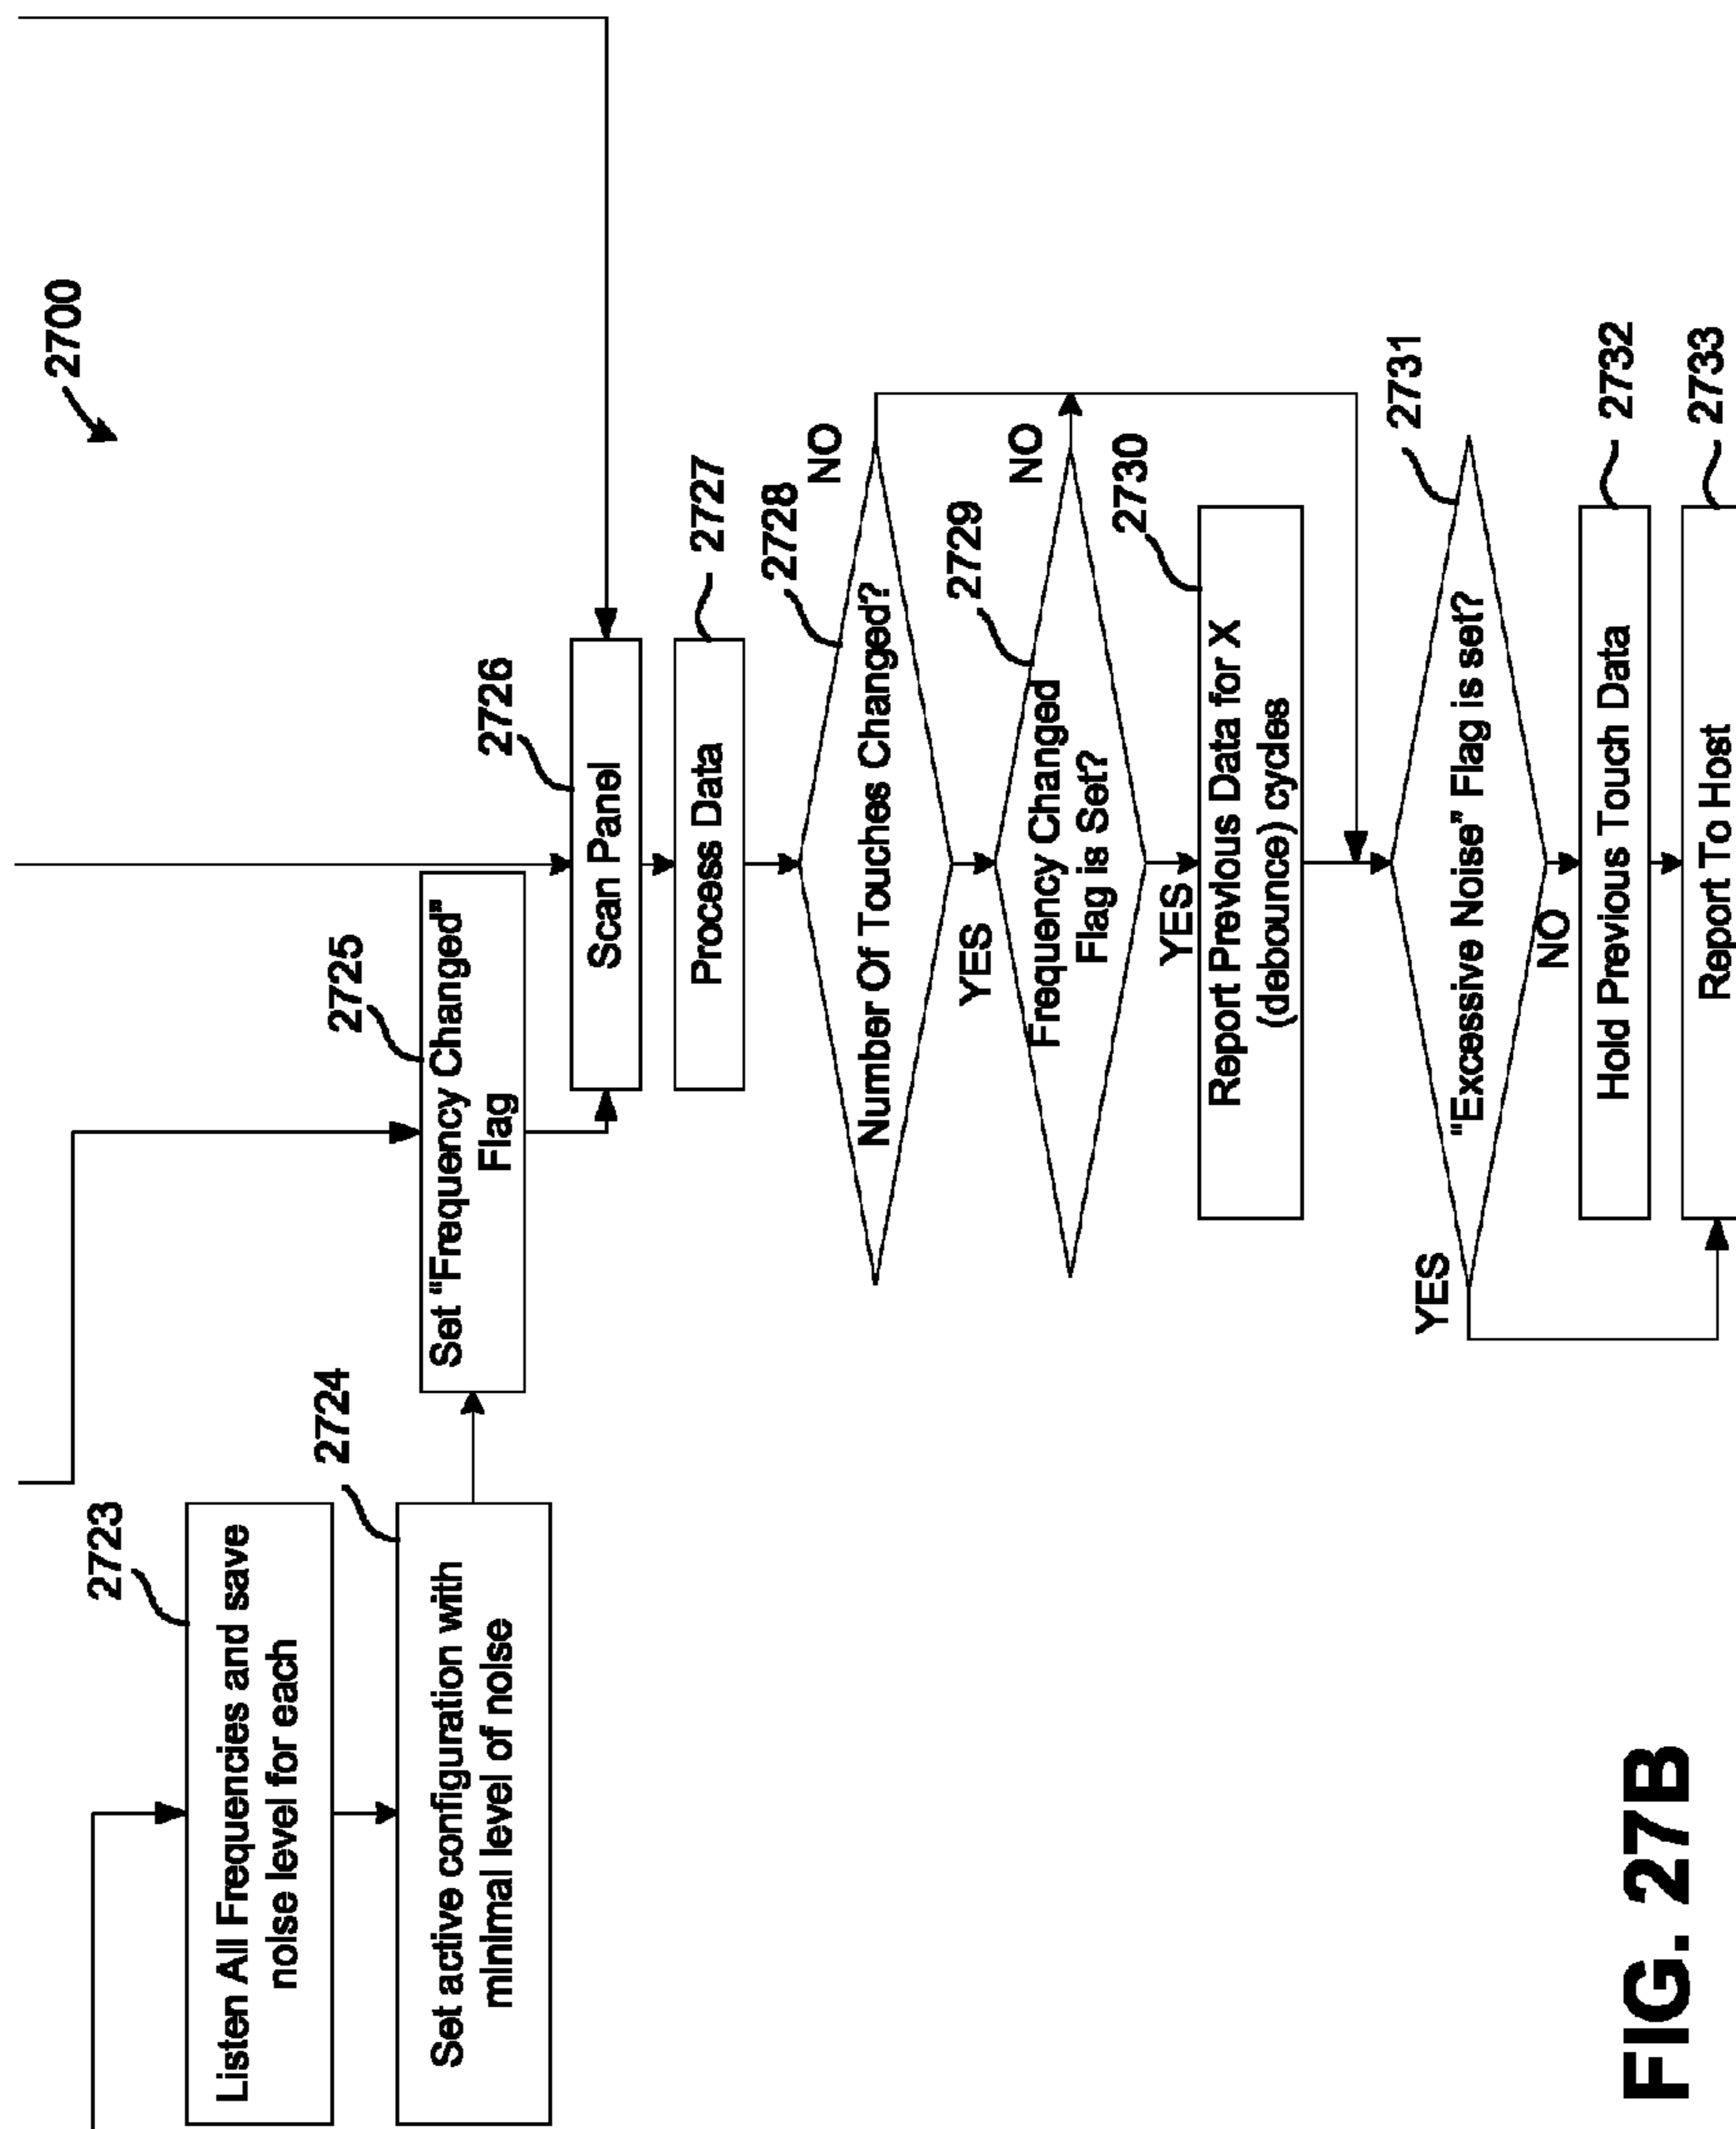 2700
2723
Listen All Frequencies and save
noise level for each
2724
Set active configuration with
minimal level of noise
2725
Set "Frequency Changed"
Flag
2726
Scan Panel
2727
Process Data
2728
Number Of Touches Changed?
NO
YES
2729
Frequency Changed
Flag is Set?
NO
YES
2730
Report Previous Data for X
(debounce) cycles
2731
"Excessive Noise" Flag is set?
YES
NO
2732
Hold Previous Touch Data
2733
Report To Host
FIG. 27B